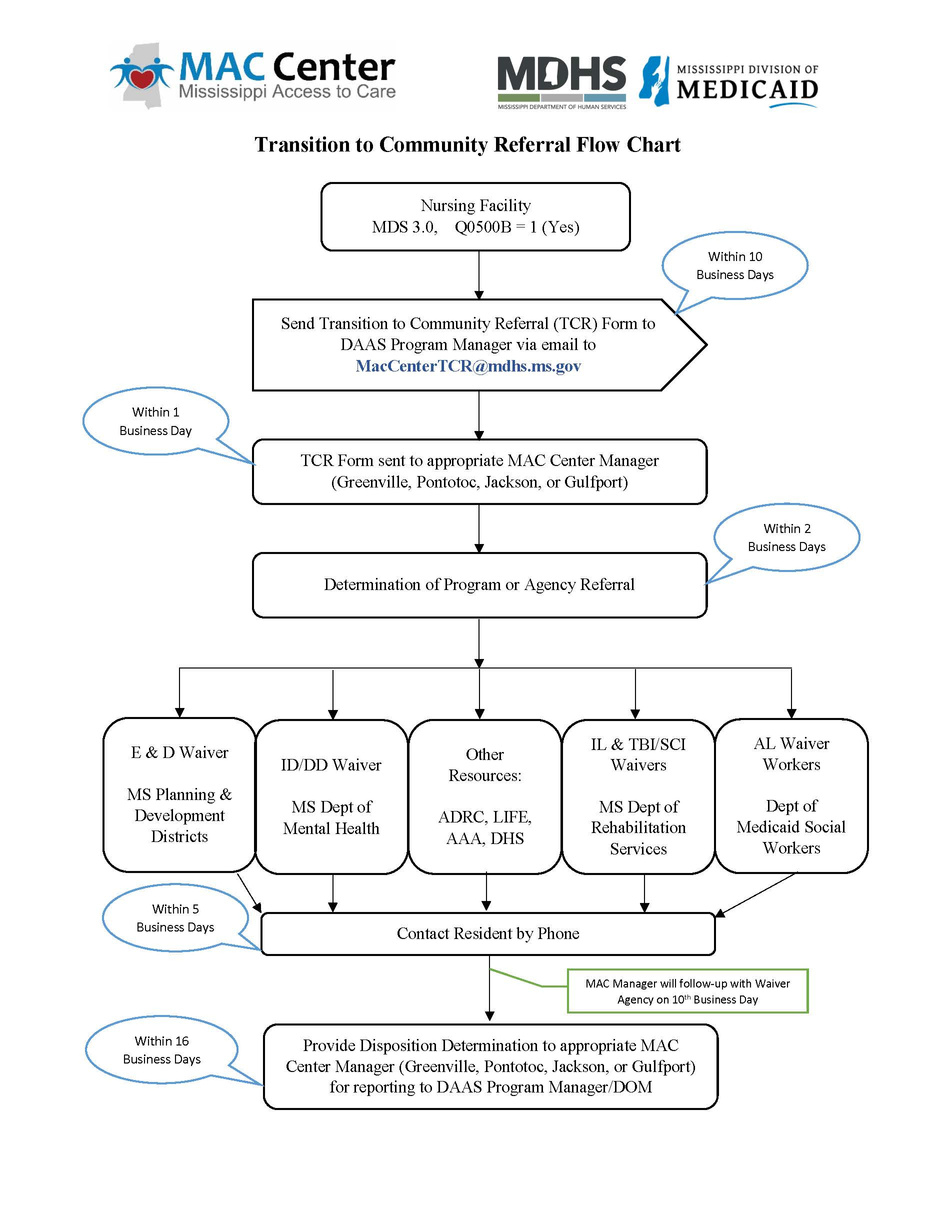 MAC Center
Mississippi Access to Care
MDHS
MISSISSIPPI DEPARTMENT OF HUMAN SERVICES
MISSISSIPPI DIVISION OF
MEDICAID
Transition to Community Referral Flow Chart
Nursing Facility
MDS 3.0, Q0500B = 1 (Yes)
Within 10
Business Days
Send Transition to Community Referral (TCR) Form to
DAAS Program Manager via email to
MacCenterTCR@mdhs.ms.gov
Within 1
Business Day
TCR Form sent to appropriate MAC Center Manager
(Greenville, Pontotoc, Jackson, or Gulfport)
Within 2
Business Days
Determination of Program or Agency Referral
E & D Waiver
MS Planning &
Development
Districts
ID/DD Waiver
MS Dept of
Mental Health
Other
Resources:
ADRC, LIFE,
AAA, DHS
IL & TBI/SCI
Waivers
MS Dept of
Rehabilitation
Services
AL Waiver
Workers
Dept of
Medicaid Social
Workers
Within 5
Business Days
Contact Resident by Phone
MAC Manager will follow-up with Waiver
Agency on 10th Business Day
Within 16
Business Days
Provide Disposition Determination to appropriate MAC
Center Manager (Greenville, Pontotoc, Jackson, or Gulfport)
for reporting to DAAS Program Manager/DOM